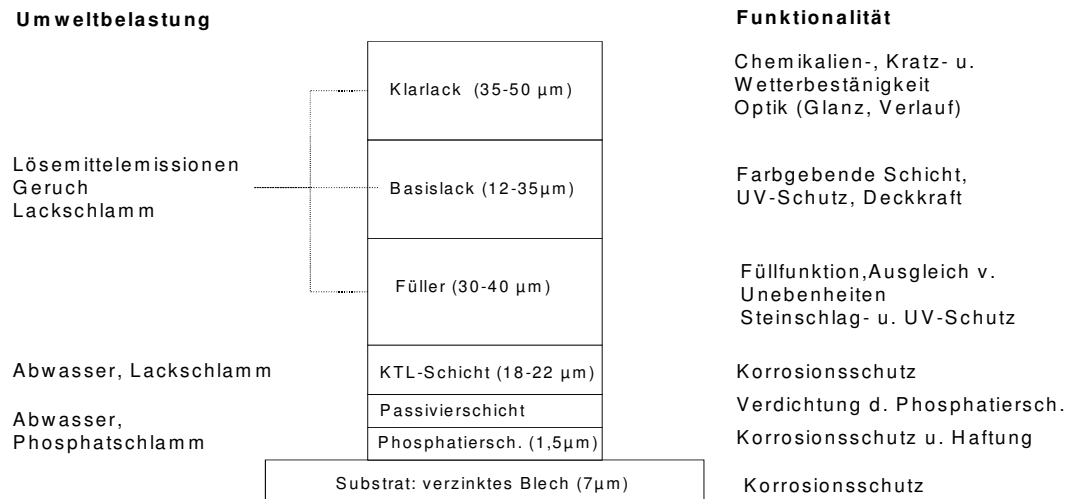 Umweltbelastung
Funktionalität
Klarlack (35-50 µm)
Chemikalien-, Kratz- u.
Wetterbestänigkeit
Optik (Glanz, Verlauf)
Lösemittelemissionen
Geruch
Lackschlamm
Basislack (12-35µm)
Farbgebende Schicht,
UV-Schutz, Deckkraft
Füller (30-40 µm)
Füllfunktion,Ausgleich v.
Unebenheiten
Steinschlag- u. UV-Schutz
Abwasser, Lackschlamm
KTL-Schicht (18-22 µm)
Korrosionsschutz
Abwasser,
Phosphatschlamm
Passivierschicht
Verdichtung d. Phosphatiersch.
Phosphatiersch. (1,5µm)
Korrosionsschutz u. Haftung
Substrat: verzinktes Blech (7µm)
Korrosionsschutz